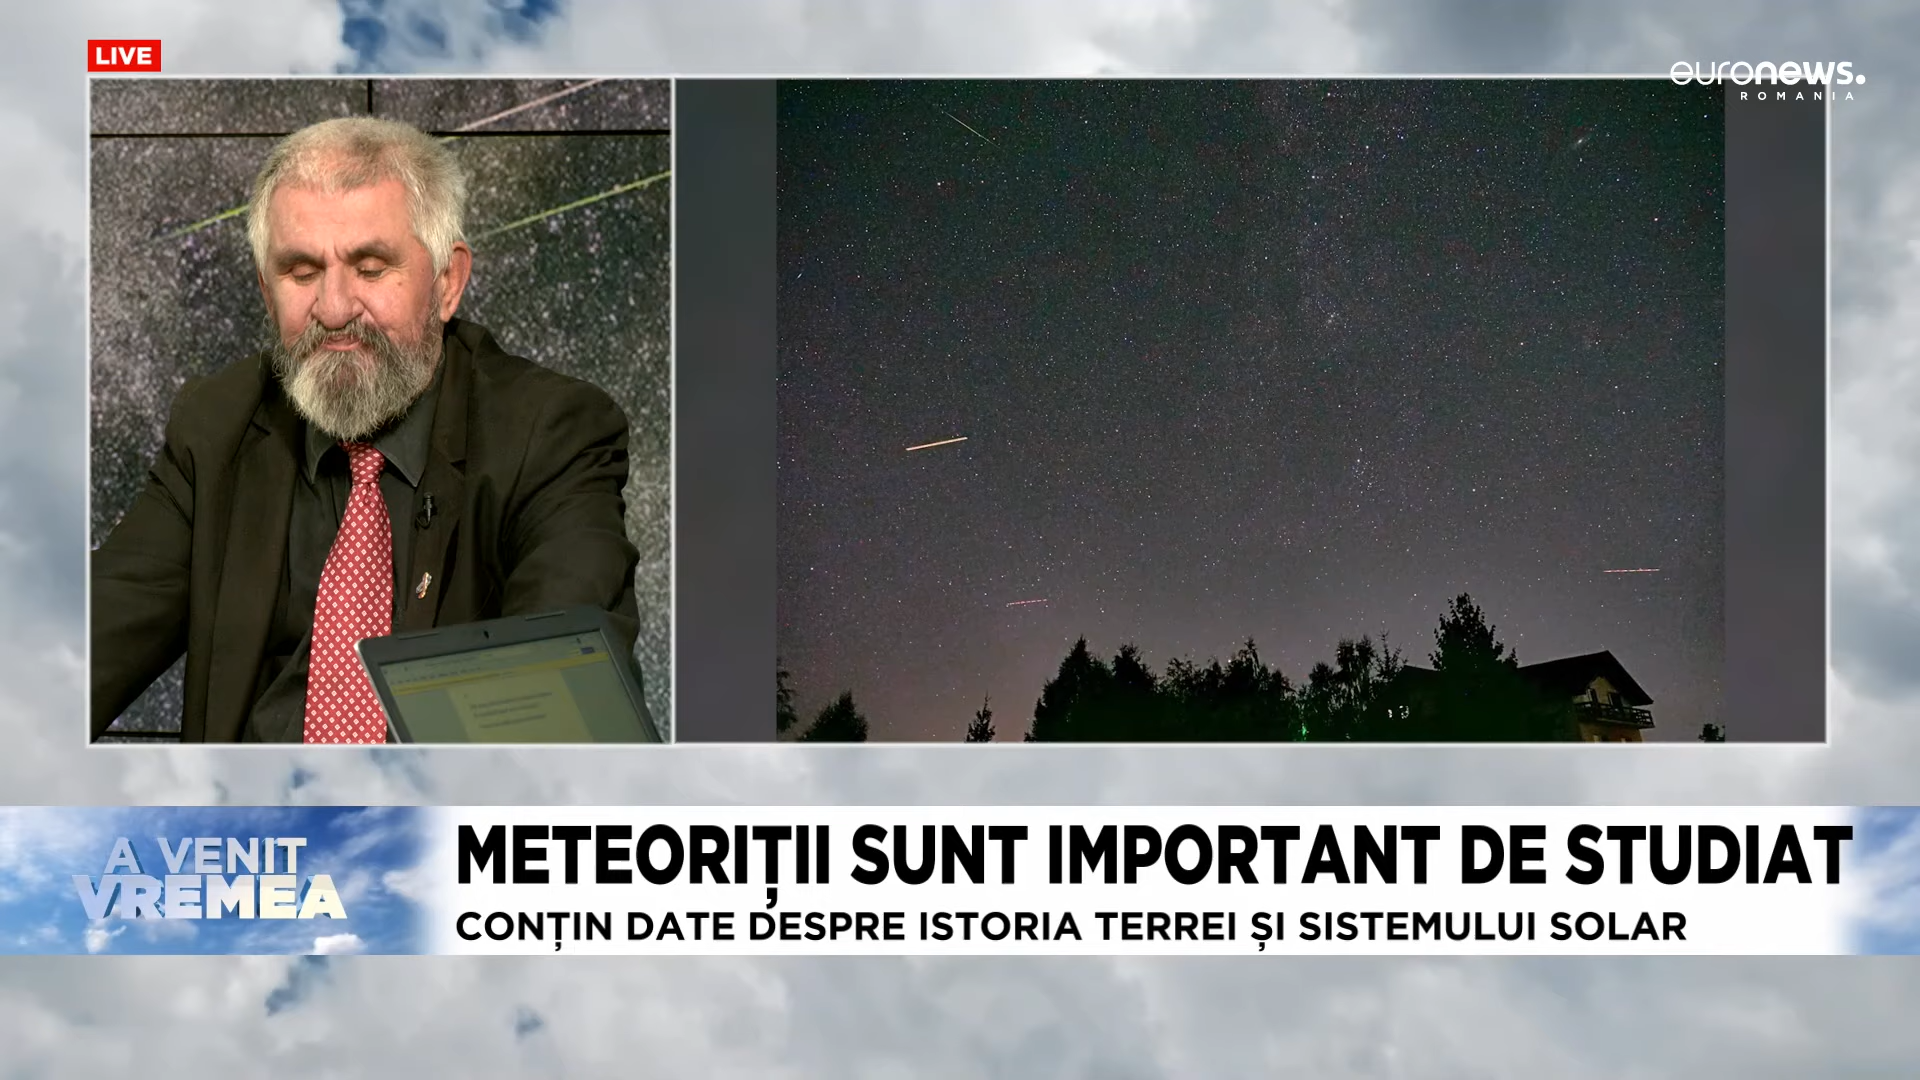 LIVE
euronews.
ROMANIA
A VENIT
VREMEA
METEORIȚII SUNT IMPORTANT DE STUDIAT
CONȚIN DATE DESPRE ISTORIA TERREI ȘI SISTEMULUI SOLAR